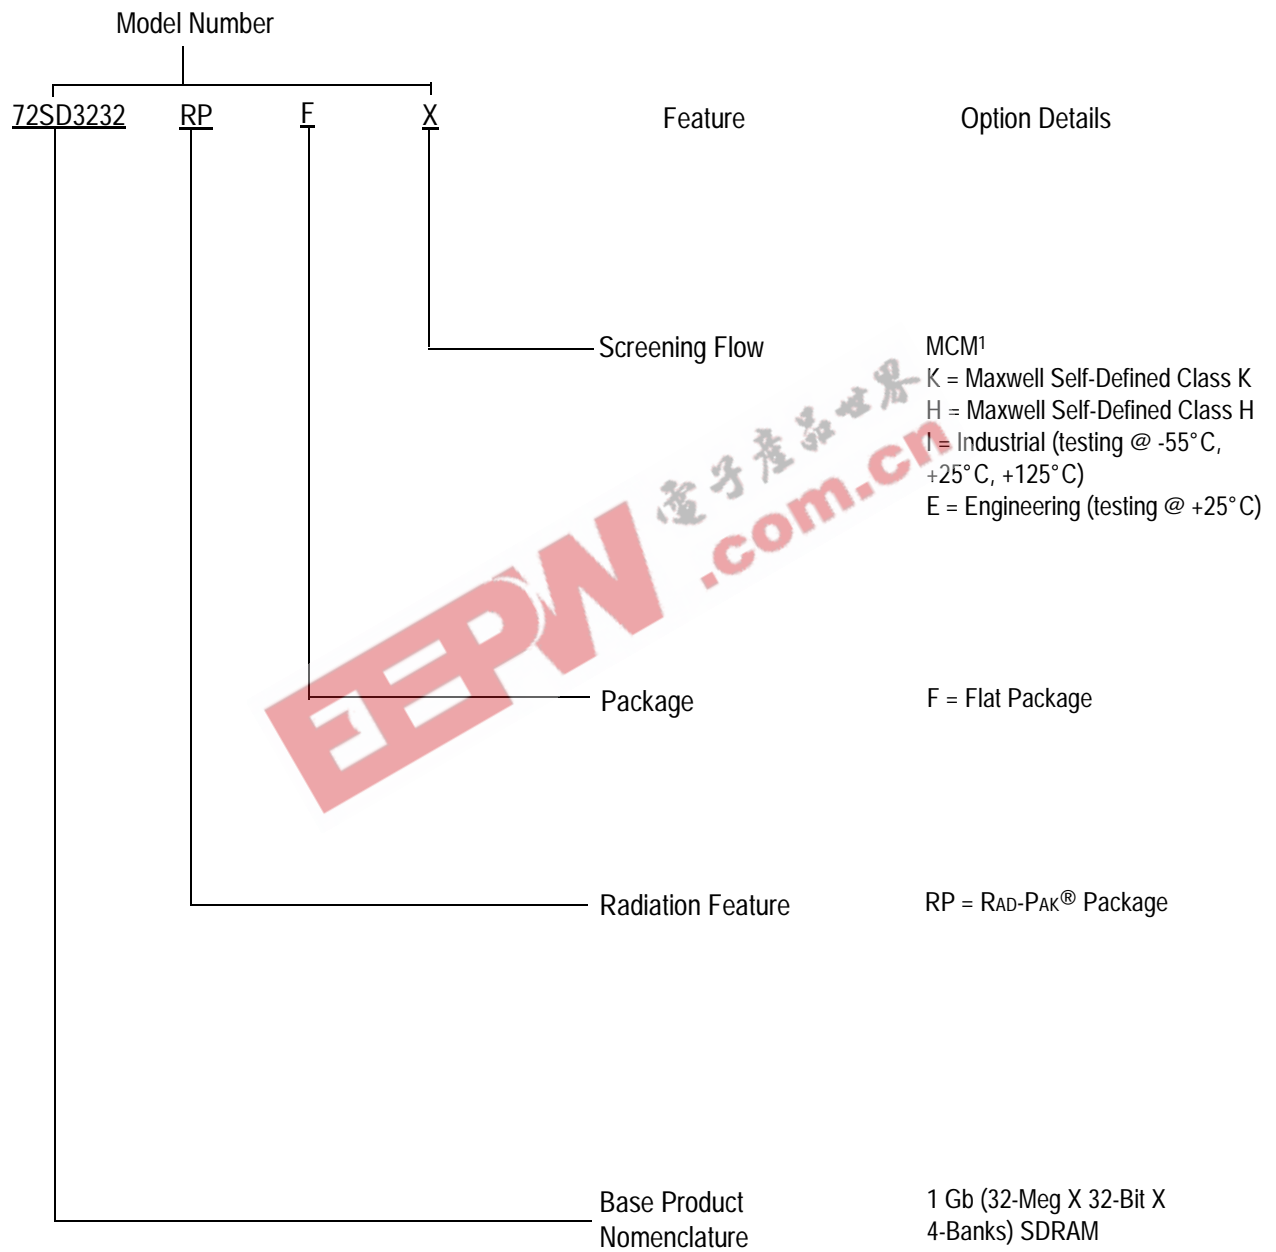 Model Number
72SD3232 RP F X Feature Option Details
Screening Flow
MCM1
K = Maxwell Self-Defined Class K
H = Maxwell Self-Defined Class H
I = Industrial (testing @ -55°C,
+25°C, +125°C)
E = Engineering (testing @ +25°C)
電子產品世界
.com.cn
EEPW
Package F = Flat Package
Radiation Feature RP = RAD-PAK® Package
Base Product
Nomenclature
1 Gb (32-Meg X 32-Bit X
4-Banks) SDRAM